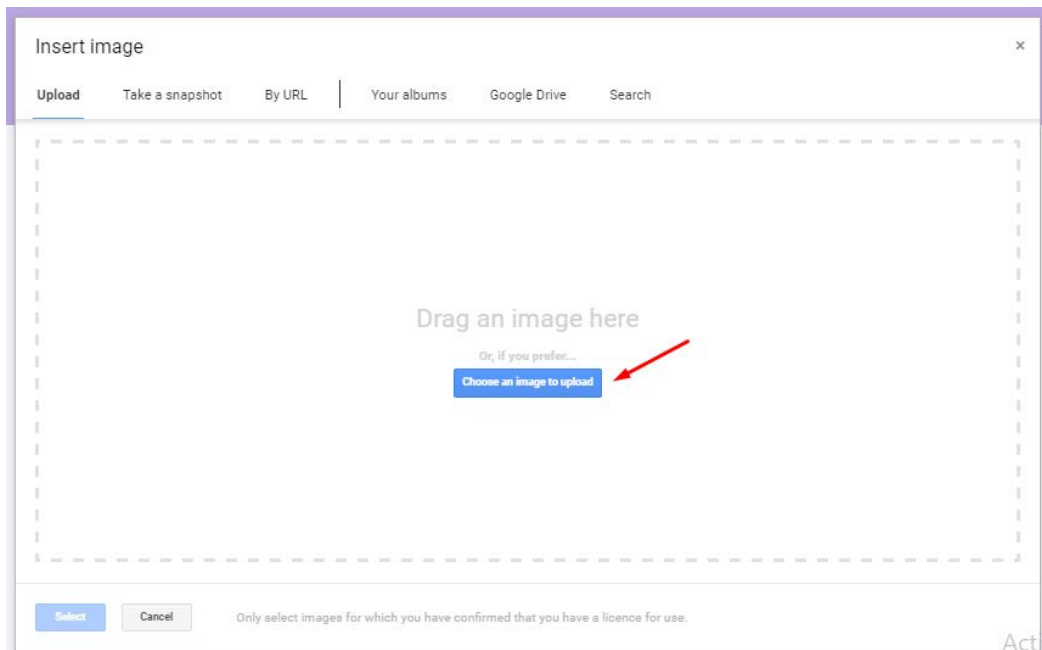 Insert image
×
Upload Take a snapshot By URL Your albums Google Drive Search
Drag an image here
Or, if you prefer...
Choose an image to upload
Select Cancel Only select images for which you have confirmed that you have a licence for use.
Acti